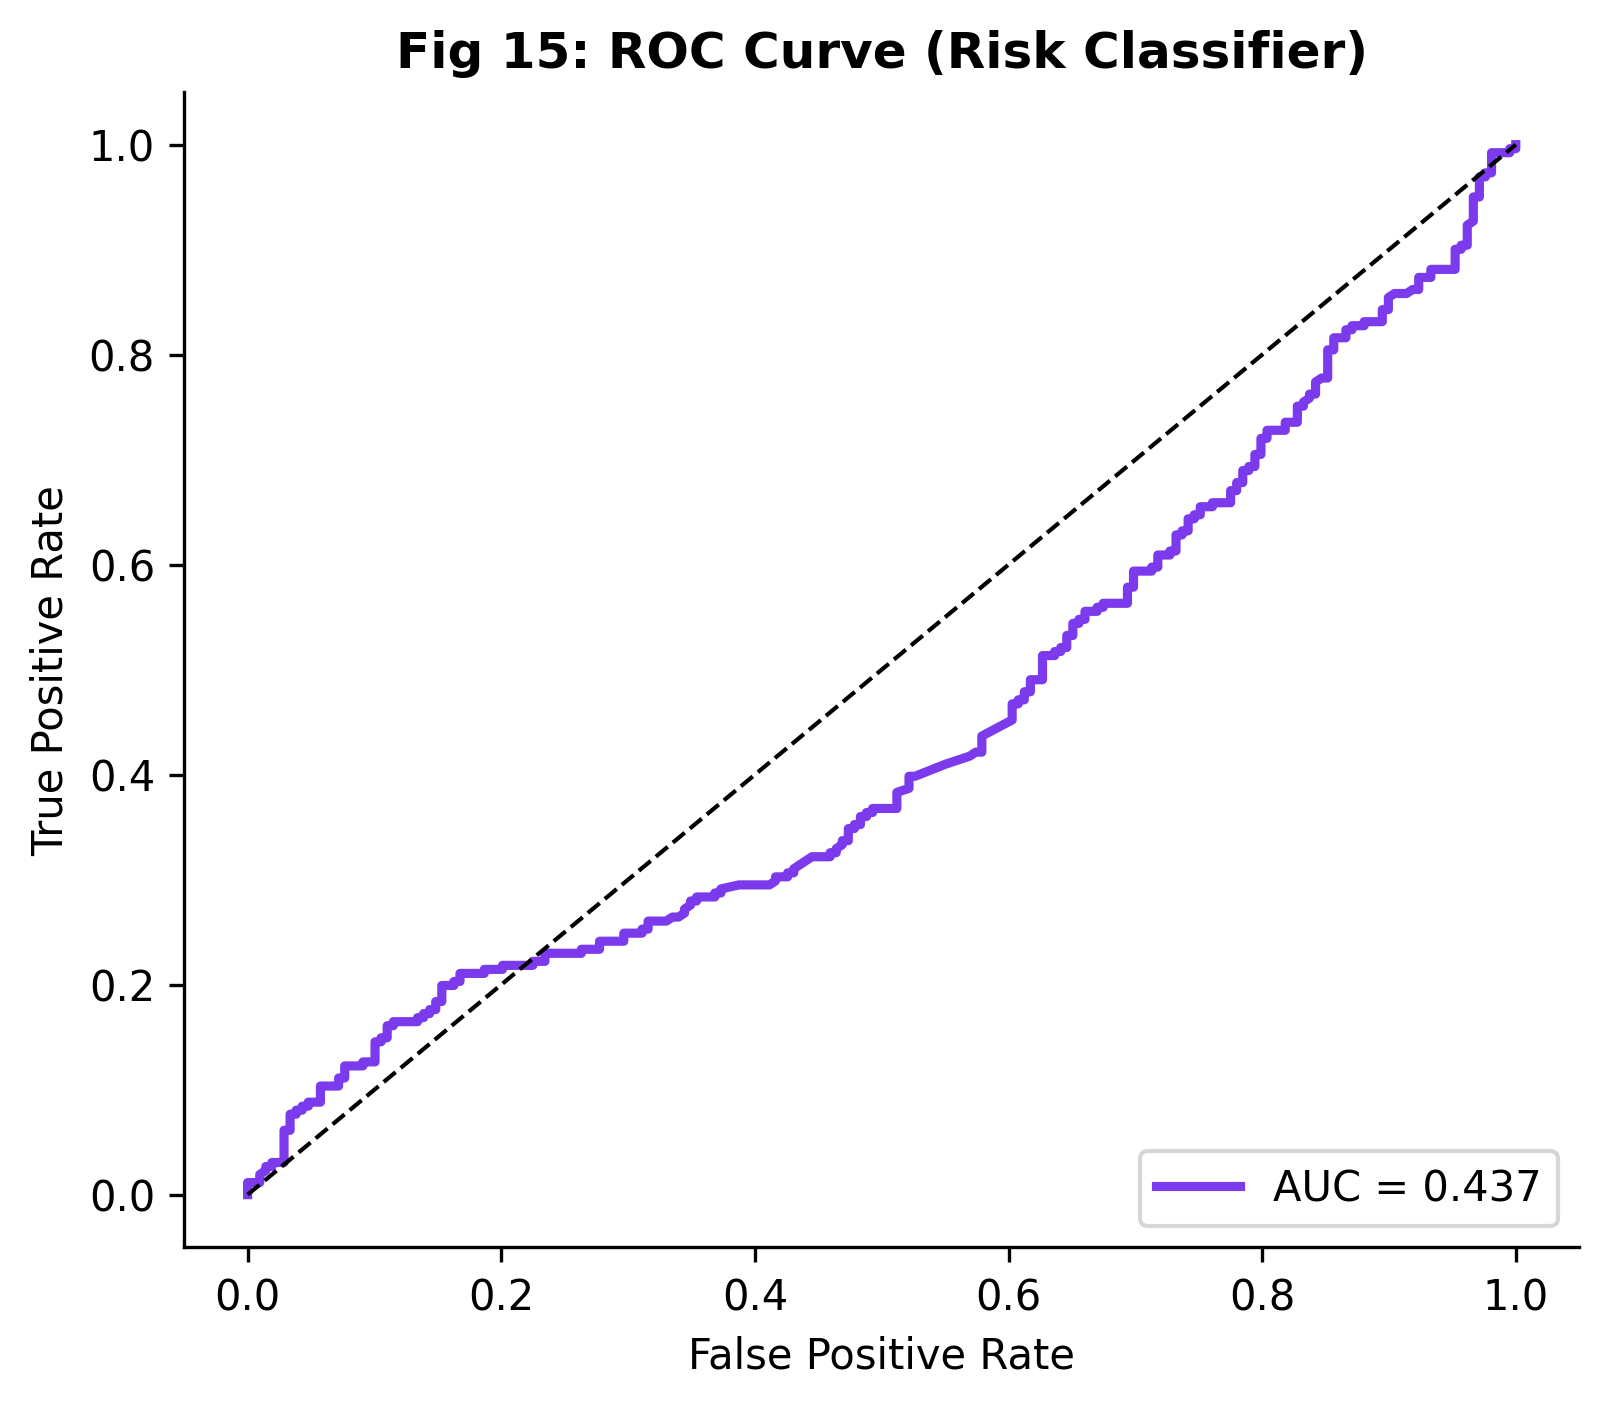 Fig 15: ROC Curve (Risk Classifier)
1.0
0.8
0.6
0.4
0.2
0.0
True Positive Rate
AUC = 0.437
0.0 0.2 0.4 0.6 0.8 1.0
False Positive Rate